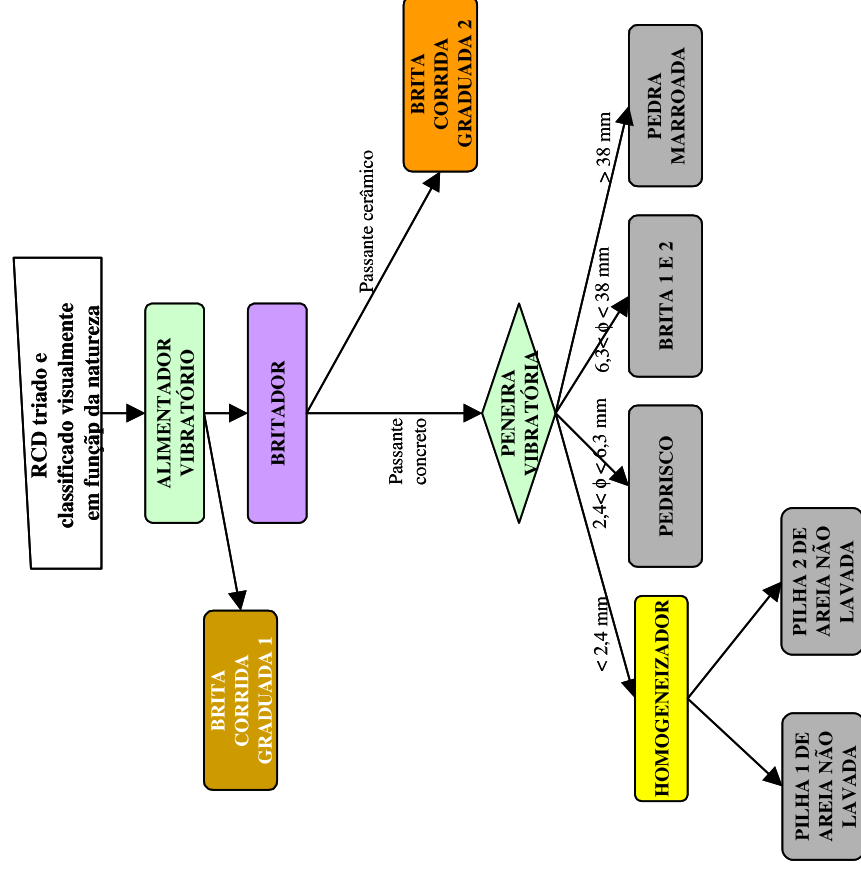 RCD triado e
classificado visualmente
em funçãp da natureza
ALIMENTADOR
VIBRATÓRIO
BRITADOR
BRITA
CORRIDA
GRADUADA 1
Passante cerâmico
BRITA
CORRIDA
GRADUADA 2
Passante
concreto
PENEIRA
VIBRATÓRIA
< 2,4 mm
2,4< ϕ < 6,3 mm
6,3< ϕ < 38 mm
> 38 mm
HOMOGENEIZADOR
PEDRISCO
BRITA 1 E 2
PEDRA
MARROADA
PILHA 1 DE
AREIA NÃO
LAVADA
PILHA 2 DE
AREIA NÃO
LAVADA